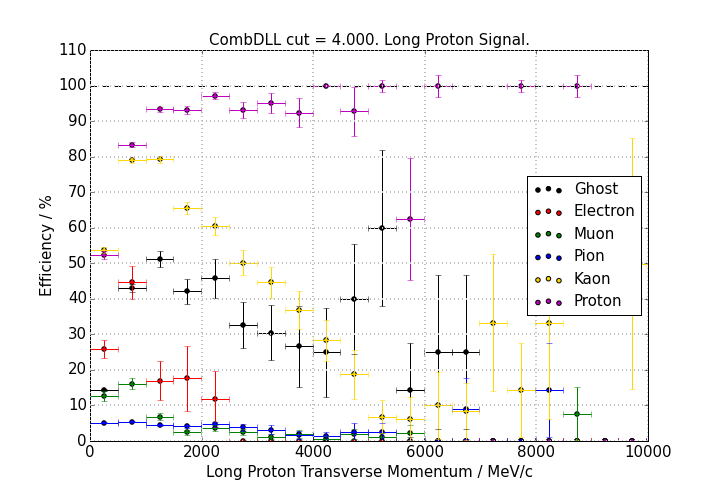 CombDLL cut = 4.000. Long Proton Signal.
110
100
90
80
70
60
50
40
30
20
10
0
Efficiency / %
Ghost
Electron
Muon
Pion
Kaon
Proton
0 2000 4000 6000 8000 10000
Long Proton Transverse Momentum / MeV/c